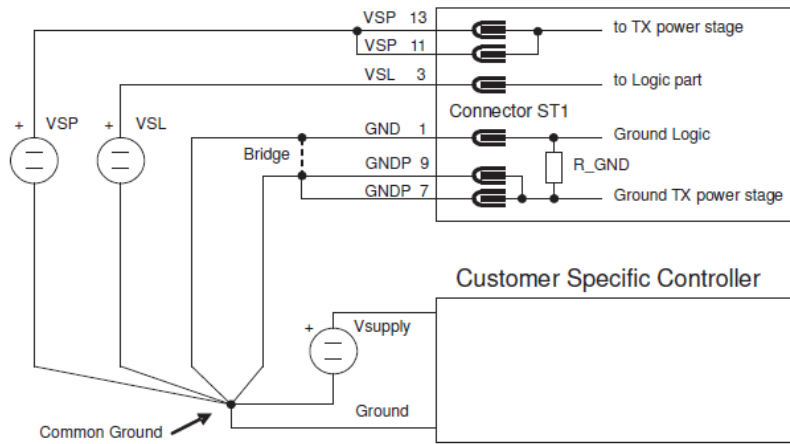 VSP 13
to TX power stage
VSP 11
VSL 3
to Logic part
Connector ST1
+ VSP
+ VSL
GND 1
Ground Logic
Bridge
R_GND
GNDP 9
GNDP 7
Ground TX power stage
Customer Specific Controller
+
Vsupply
Ground
Common Ground